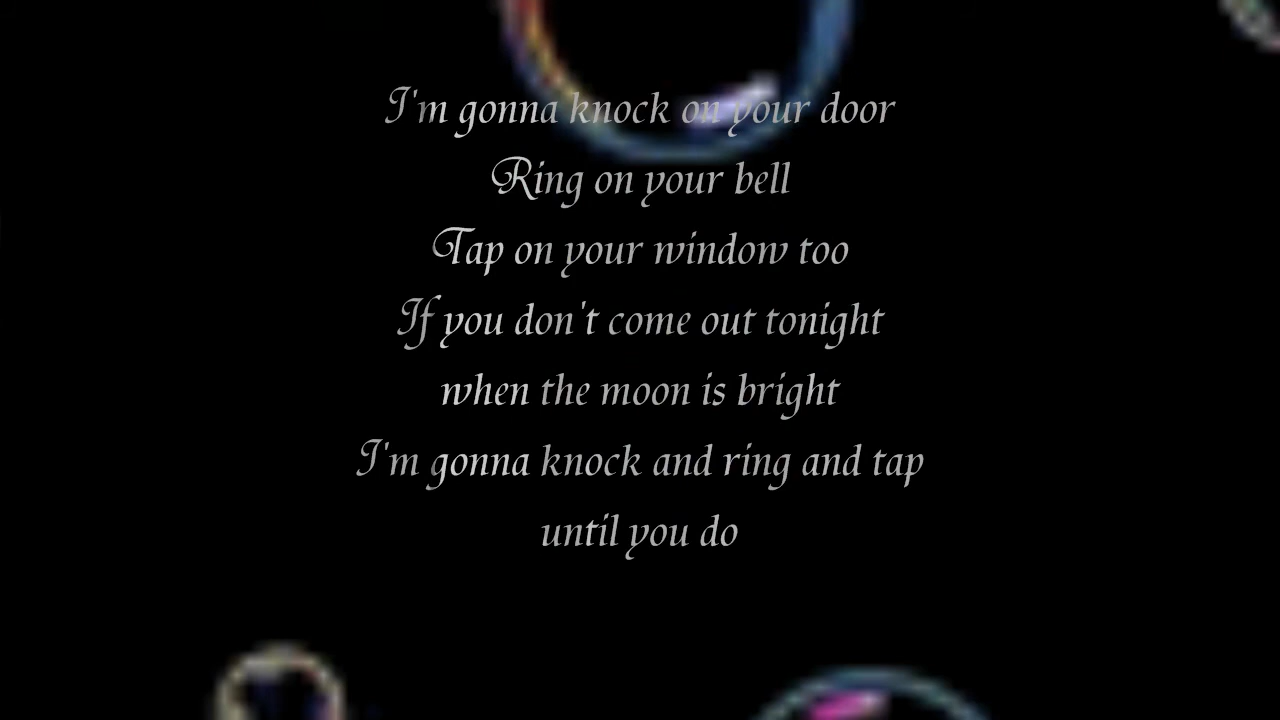 I'm gonna knock on your door
Ring on your bell
Tap on your window too
If you don't come out tonight
when the moon is bright
I'm gonna knock and ring and tap
until you do